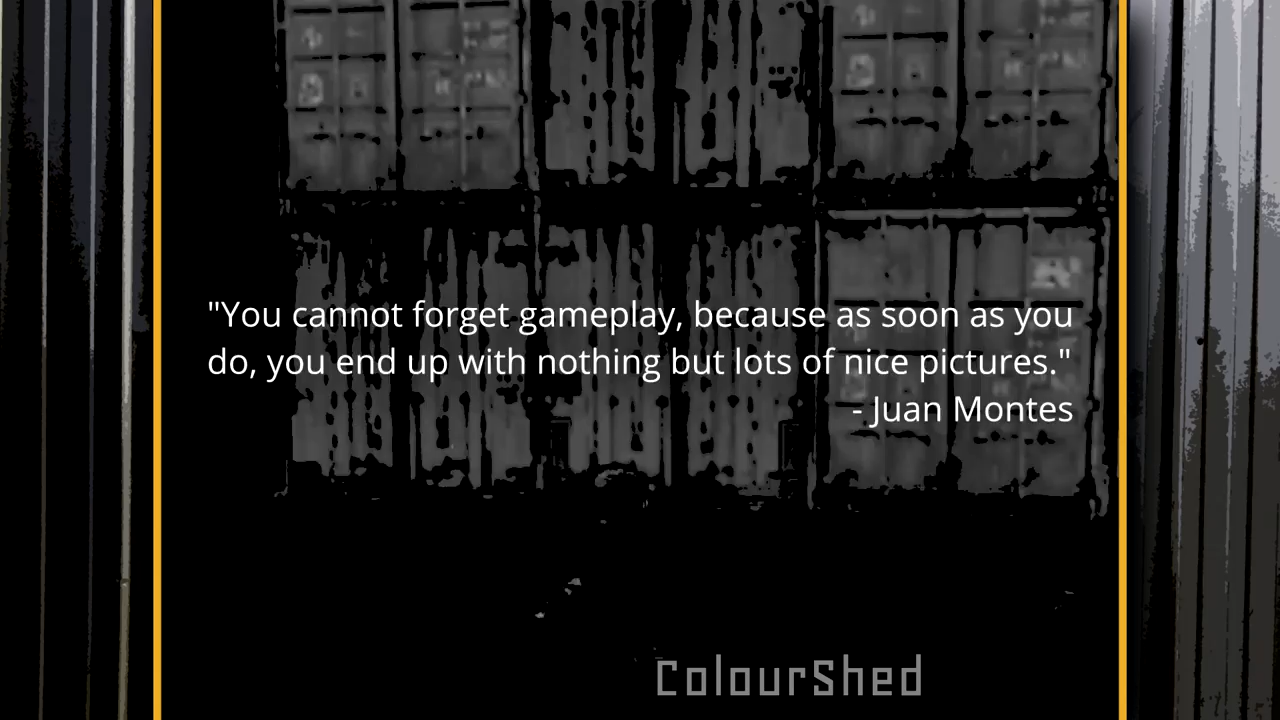 "You cannot forget gameplay, because as soon as you
do, you end up with nothing but lots of nice pictures."
- Juan Montes
ColourShed